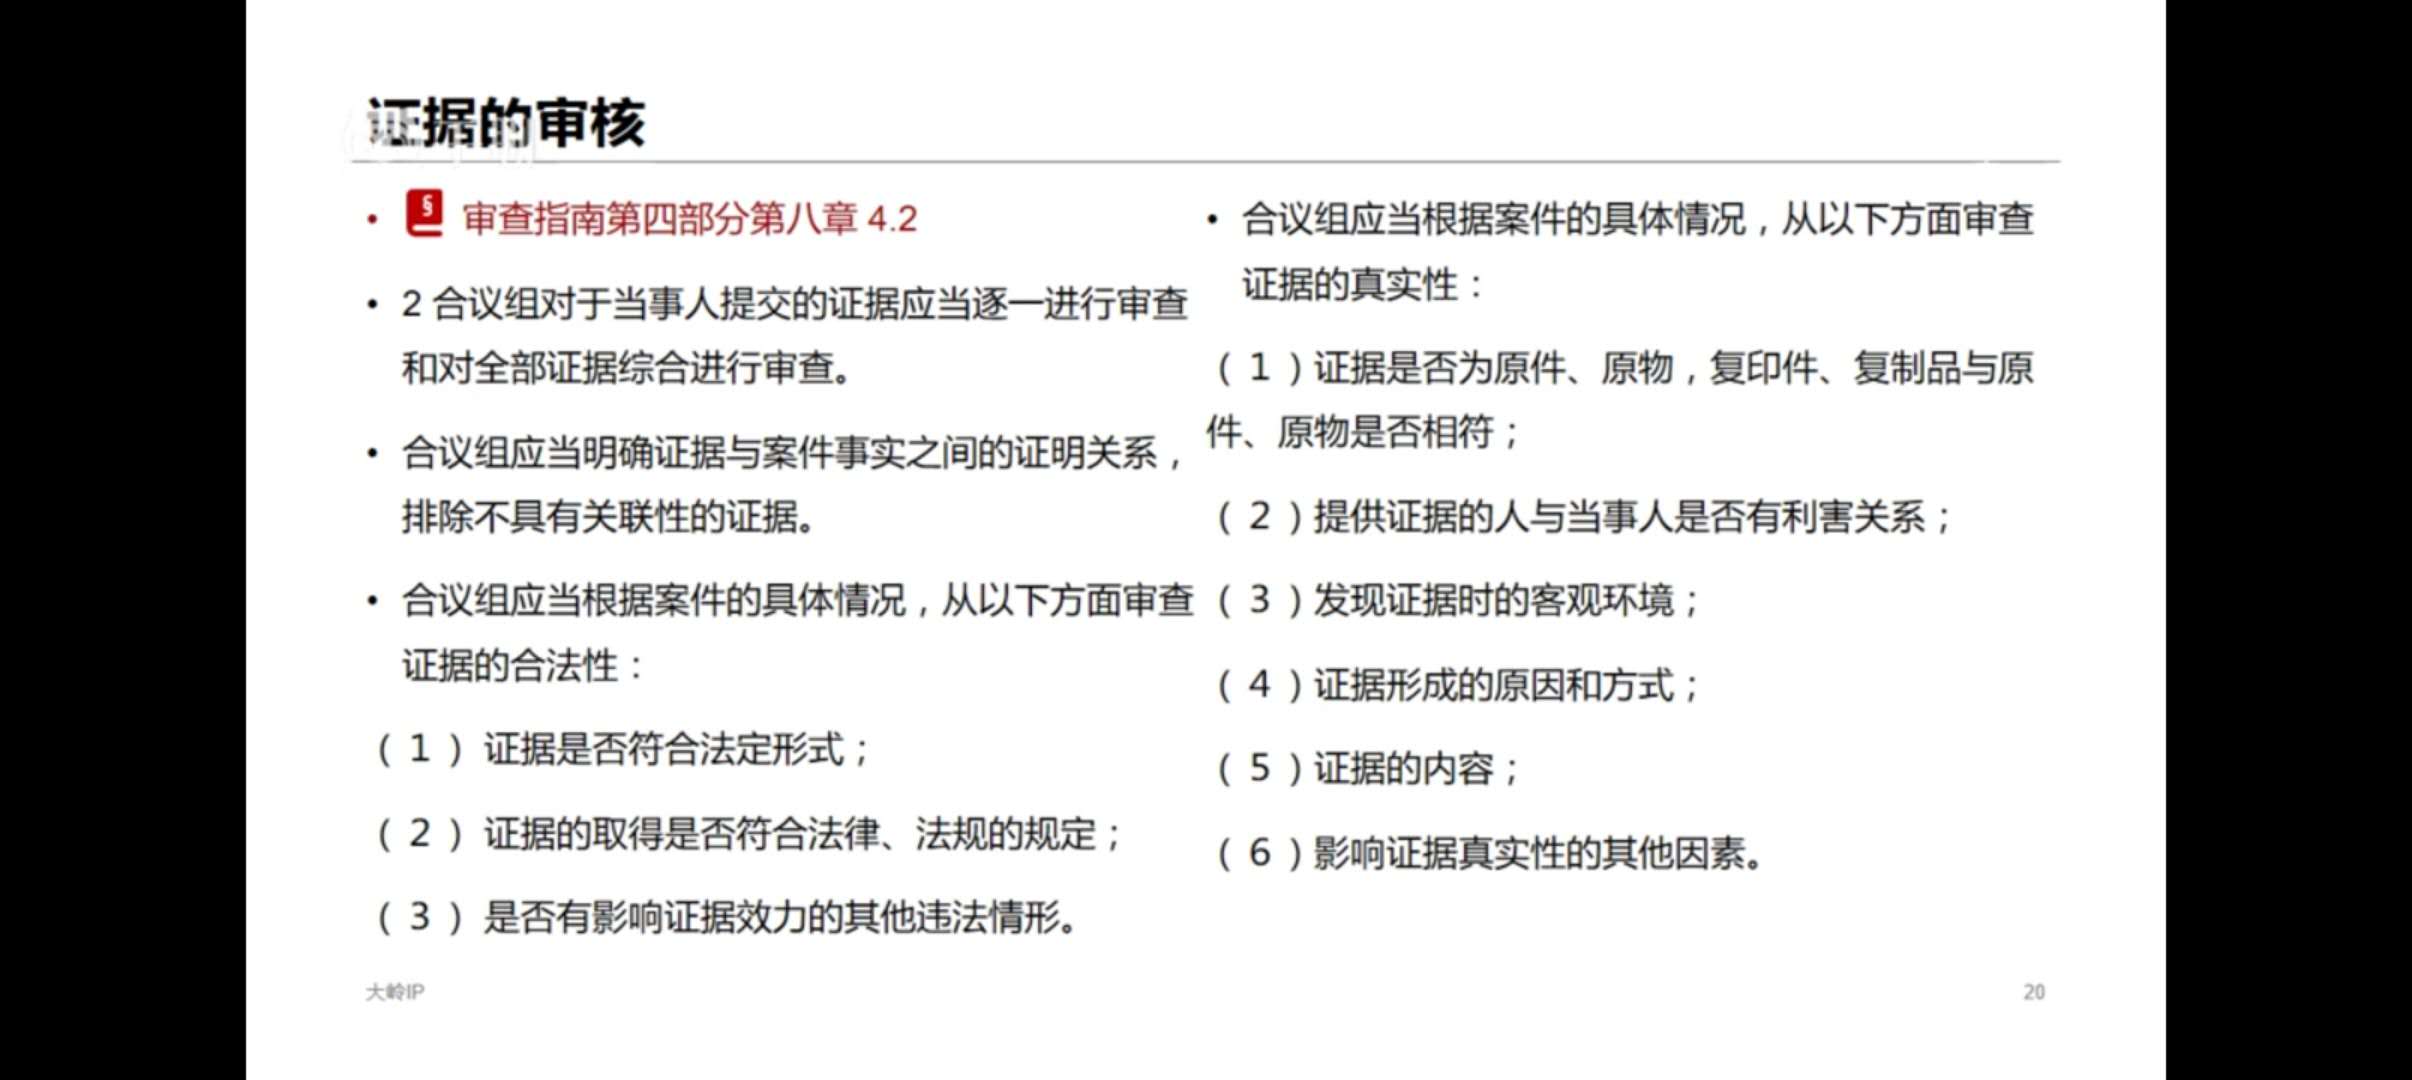 证据的审核
• § 审查指南第四部分第八章 4.2
• 2 合议组对于当事人提交的证据应当逐一进行审查
和对全部证据综合进行审查。
• 合议组应当明确证据与案件事实之间的证明关系，
排除不具有关联性的证据。
• 合议组应当根据案件的具体情况，从以下方面审查
证据的合法性：
（1） 证据是否符合法定形式；
（2） 证据的取得是否符合法律、法规的规定；
（3） 是否有影响证据效力的其他违法情形。
• 合议组应当根据案件的具体情况，从以下方面审查
证据的真实性：
（1）证据是否为原件、原物，复印件、复制品与原
件、原物是否相符；
（2）提供证据的人与当事人是否有利害关系；
（3）发现证据时的客观环境；
（4）证据形成的原因和方式；
（5）证据的内容；
（6）影响证据真实性的其他因素。
大岭IP
20